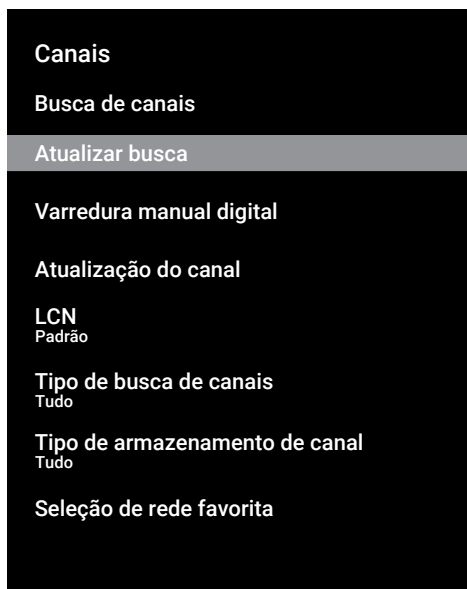 Canais
Busca de canais
Atualizar busca
Varredura manual digital
Atualização do canal
LCN
Padrão
Tipo de busca de canais
Tudo
Tipo de armazenamento de canal
Tudo
Seleção de rede favorita